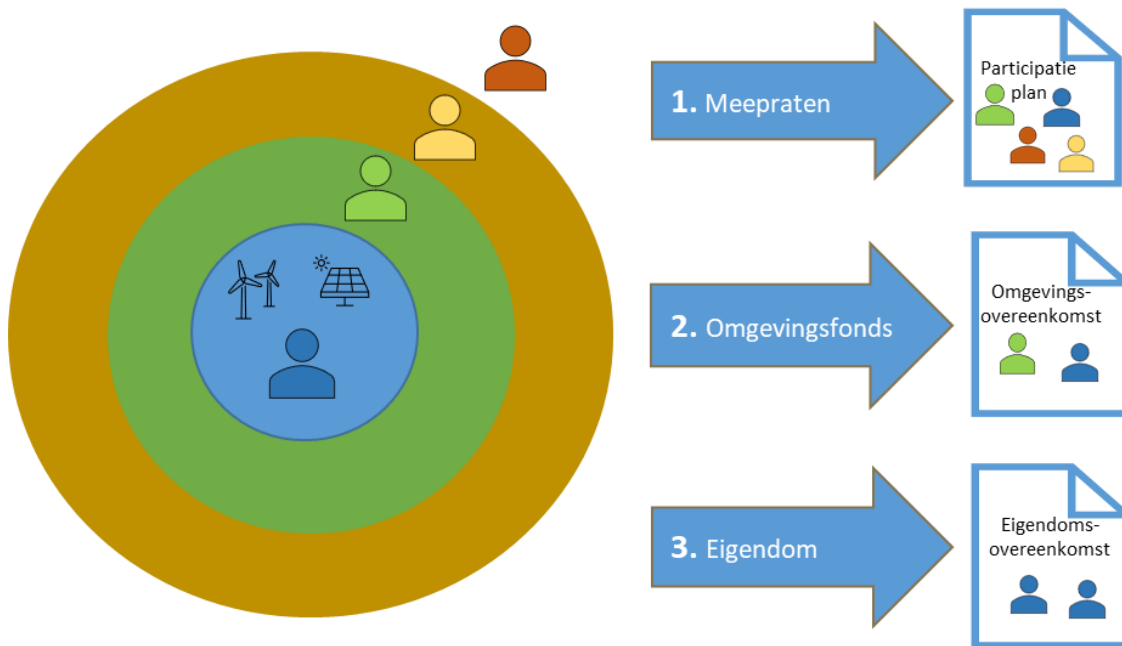 1. Meepraten
Participatie
plan
2. Omgevingsfonds
Omgevings-
overeenkomst
3. Eigendom
Eigendoms-
overeenkomst